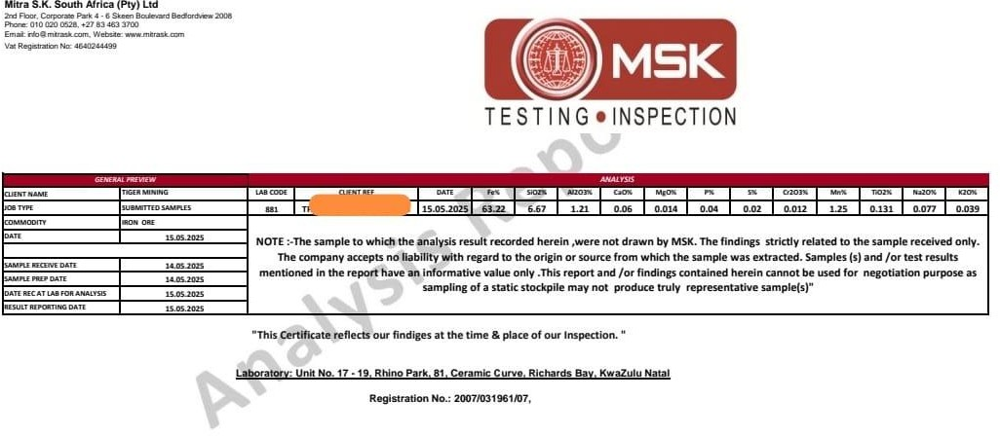 Mitra S.K. South Africa (Pty) Ltd
2nd Floor, Corporate Park 4 - 6 Skeen Boulevard Bedfordview 2008
Phone: 010 020 0528, +27 83 463 3700
Email: info@mitrask.com, Website: www.mitrask.com
Vat Registration No: 4640244499
MSK
TESTING • INSPECTION
Analysis Repo
GENERAL PREVIEW ANALYSIS
CLIENT NAME TIGER MINING LAB CODE CLIENT REF DATE Fe% SiO2% Al2O3% CaO% MgO% P% S% Cr2O3% Mn% TiO2% Na2O% K2O%
JOB TYPE SUBMITTED SAMPLES 881 15.05.2025 63.22 6.67 1.21 0.06 0.014 0.04 0.02 0.012 1.25 0.131 0.077 0.039
COMMODITY IRON ORE
DATE 15.05.2025
SAMPLE RECEIVE DATE 14.05.2025
SAMPLE PREP DATE 14.05.2025
DATE REC AT LAB FOR ANALYSIS 15.05.2025
RESULT REPORTING DATE 15.05.2025
NOTE :-The sample to which the analysis result recorded herein ,were not drawn by MSK. The findings strictly related to the sample received only.
The company accepts no liability with regard to the origin or source from which the sample was extracted. Samples (s) and /or test results
mentioned in the report have an informative value only .This report and /or findings contained herein cannot be used for negotiation purpose as
sampling of a static stockpile may not produce truly representative sample(s)"
"This Certificate reflects our findiges at the time & place of our Inspection. "
Laboratory: Unit No. 17 - 19, Rhino Park, 81, Ceramic Curve, Richards Bay, KwaZulu Natal
Registration No.: 2007/031961/07,